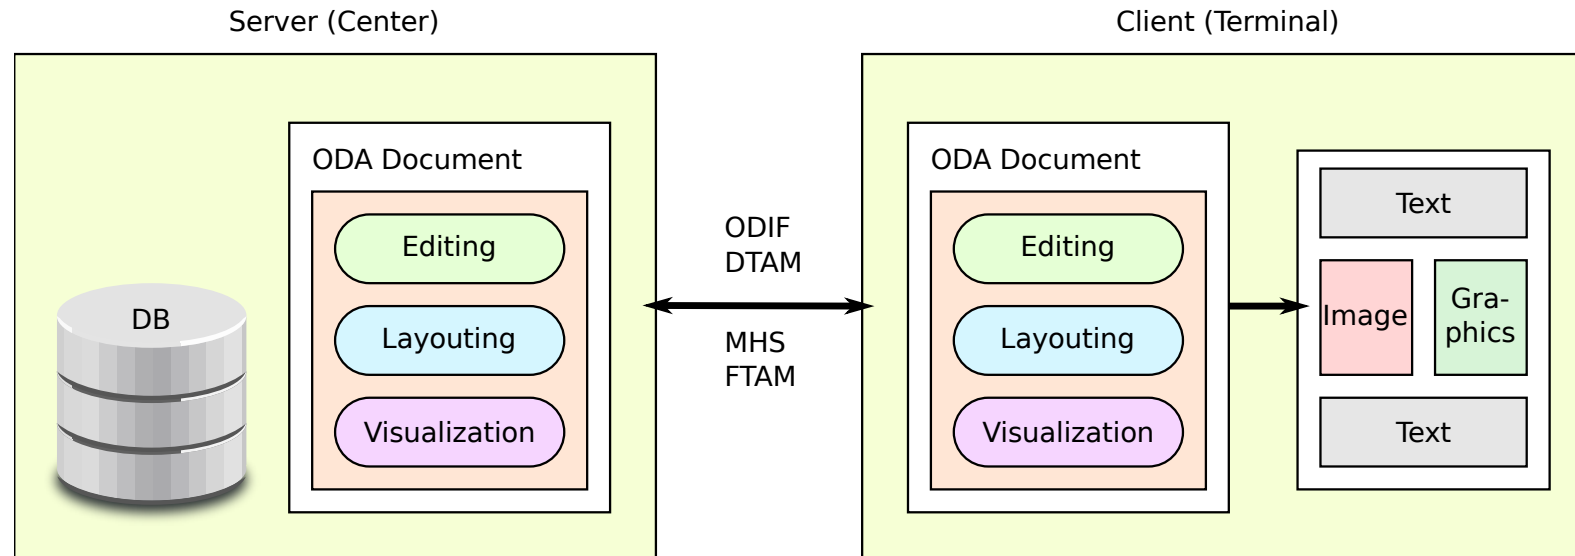 Server (Center)
DB
ODA Document
Editing
Layouting
Visualization
ODIF
DTAM
MHS
FTAM
Client (Terminal)
ODA Document
Editing
Layouting
Visualization
Text
Image
Gra-
phics
Text